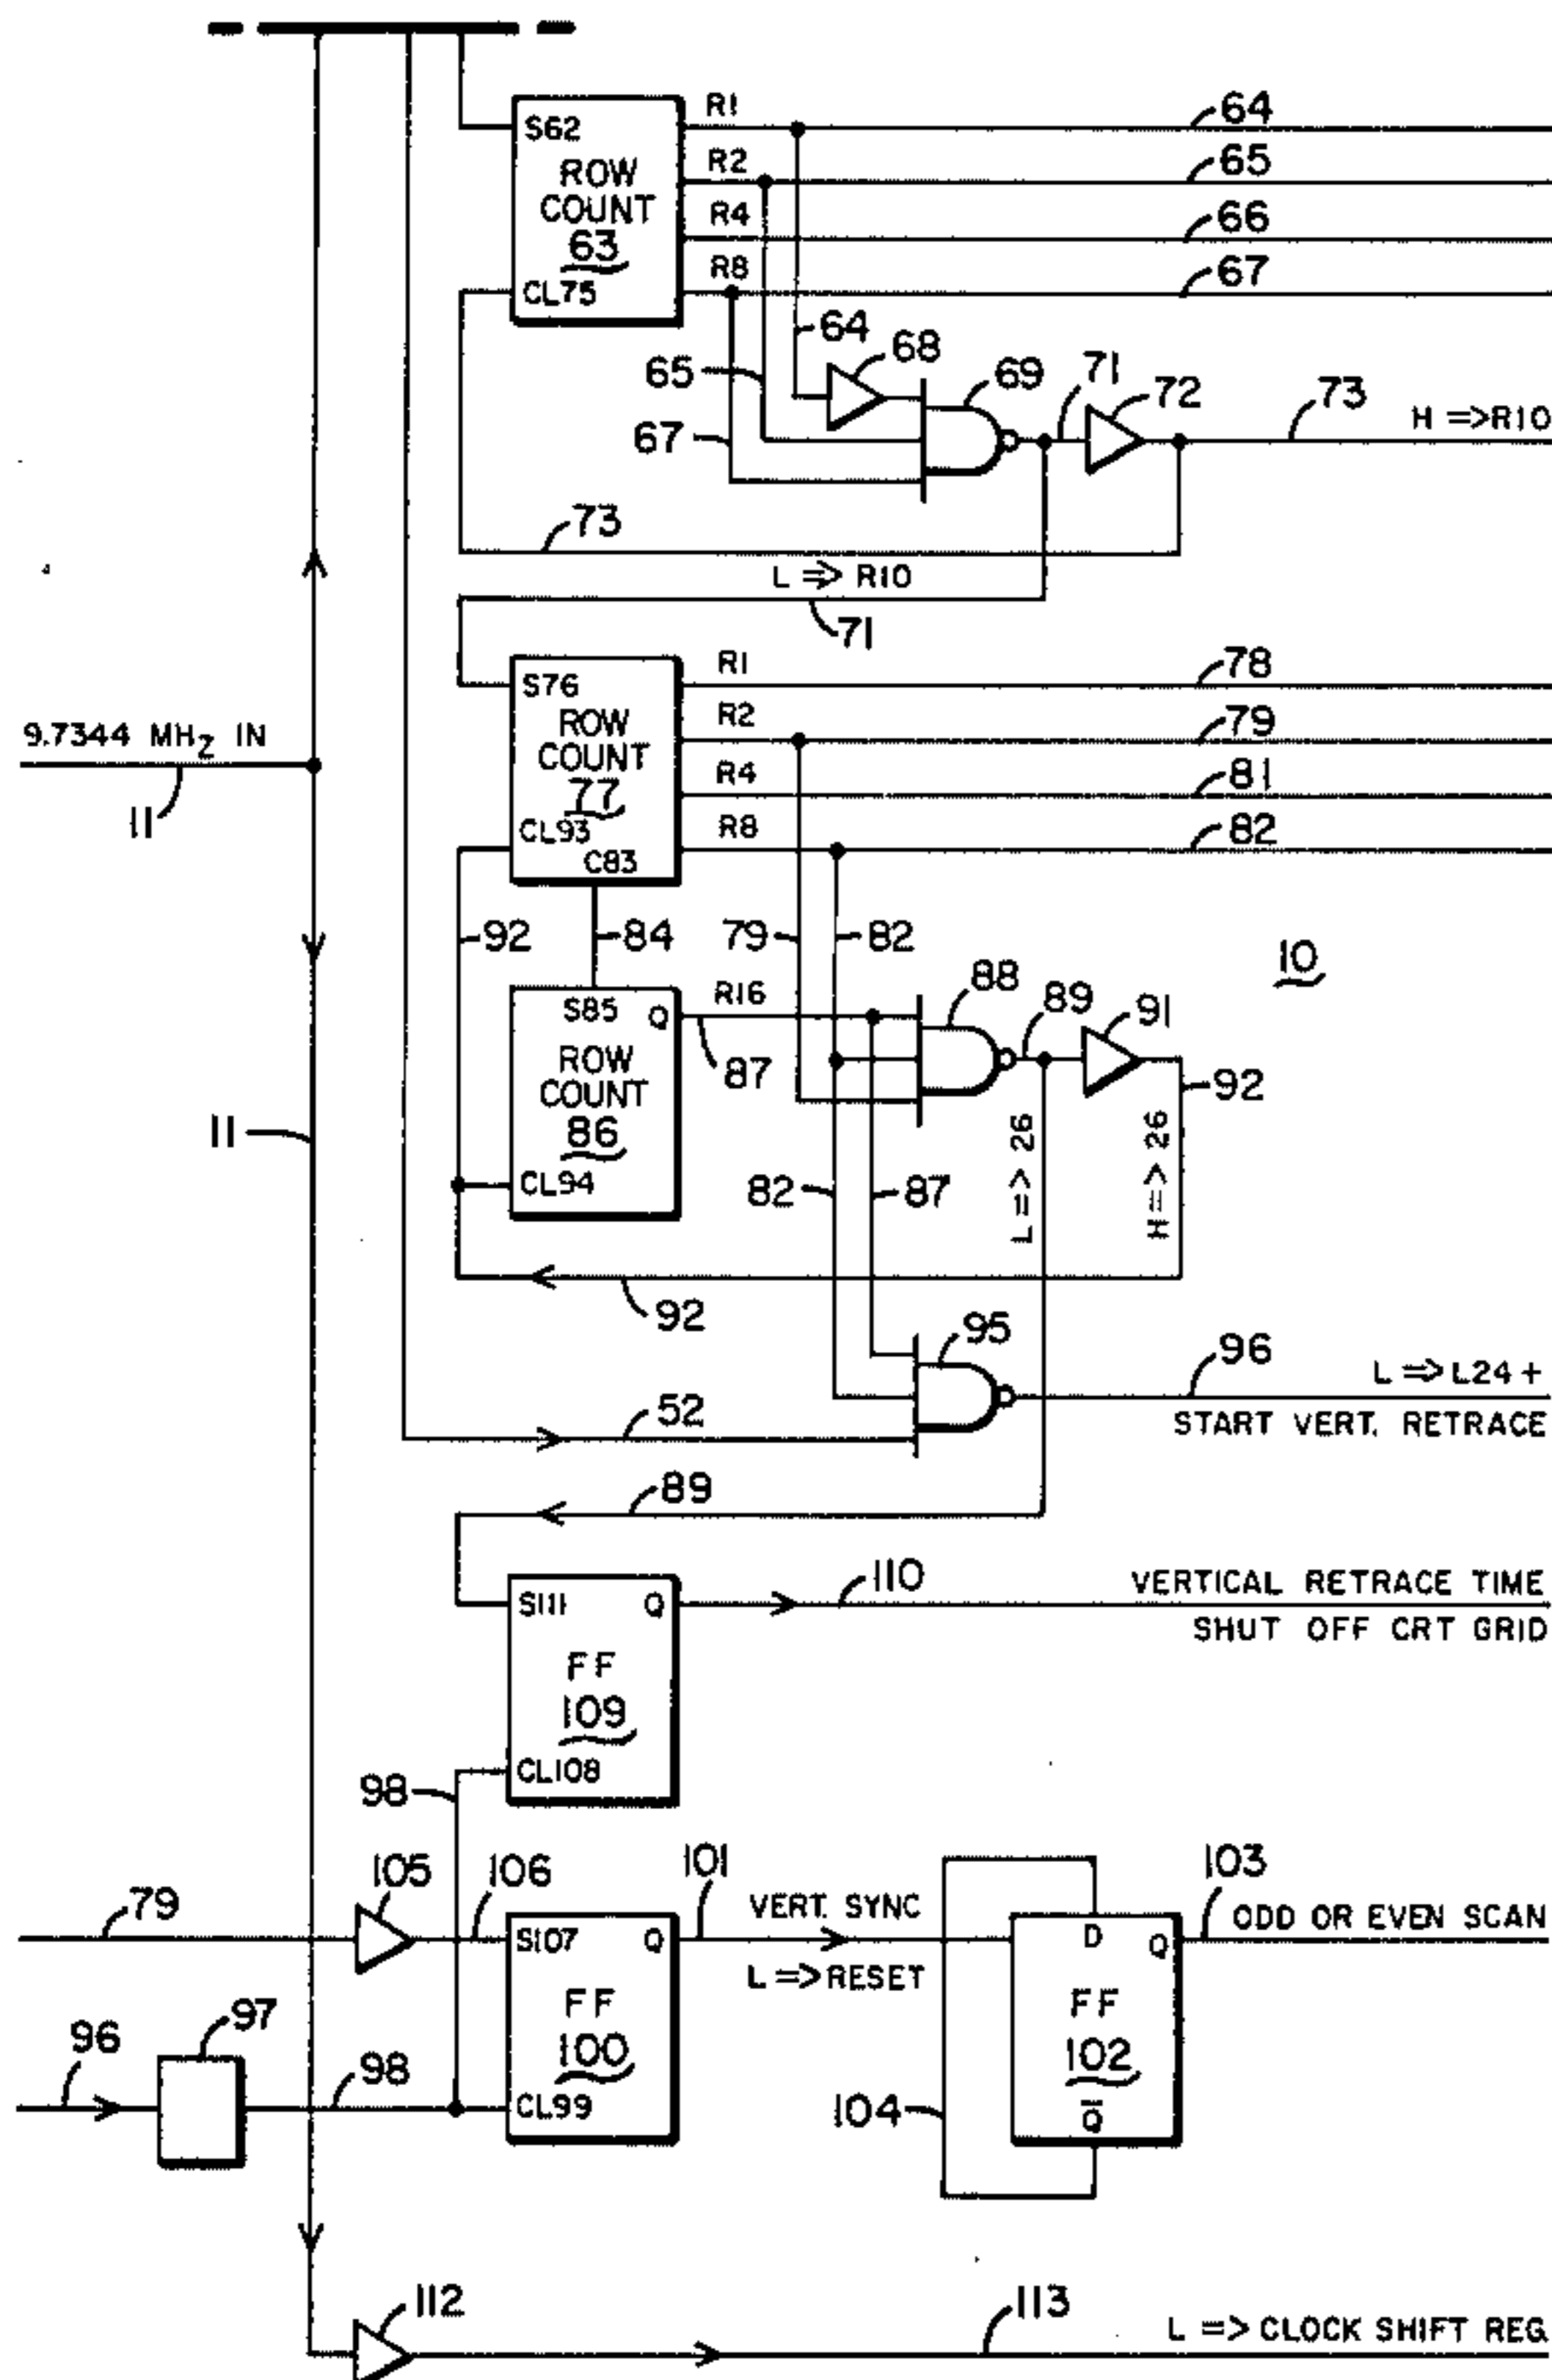 S62
ROW
COUNT
63
CL75
R1
R2
R4
R8
64
65
66
67
64
65
67
68
69
71
72
73
H =>R10
73
L => R10
71
9.7344 MHZ IN
11
S76
ROW
COUNT
77
CL93
C83
R1
R2
R4
R8
78
79
81
82
92
84
79
82
10
S85 Q
ROW
COUNT
86
CL94
R16
87
88
89
91
92
11
82
87
L => 26
H => 26
92
95
96
L => L24+
START VERT. RETRACE
52
89
S111 Q
FF
109
CL108
110
VERTICAL RETRACE TIME
SHUT OFF CRT GRID
98
79
105
106
S107 Q
FF
100
CL99
101
VERT. SYNC
L => RESET
D
Q
FF
102
Q̄
103
ODD OR EVEN SCAN
104
96
97
98
112
113
L => CLOCK SHIFT REG.